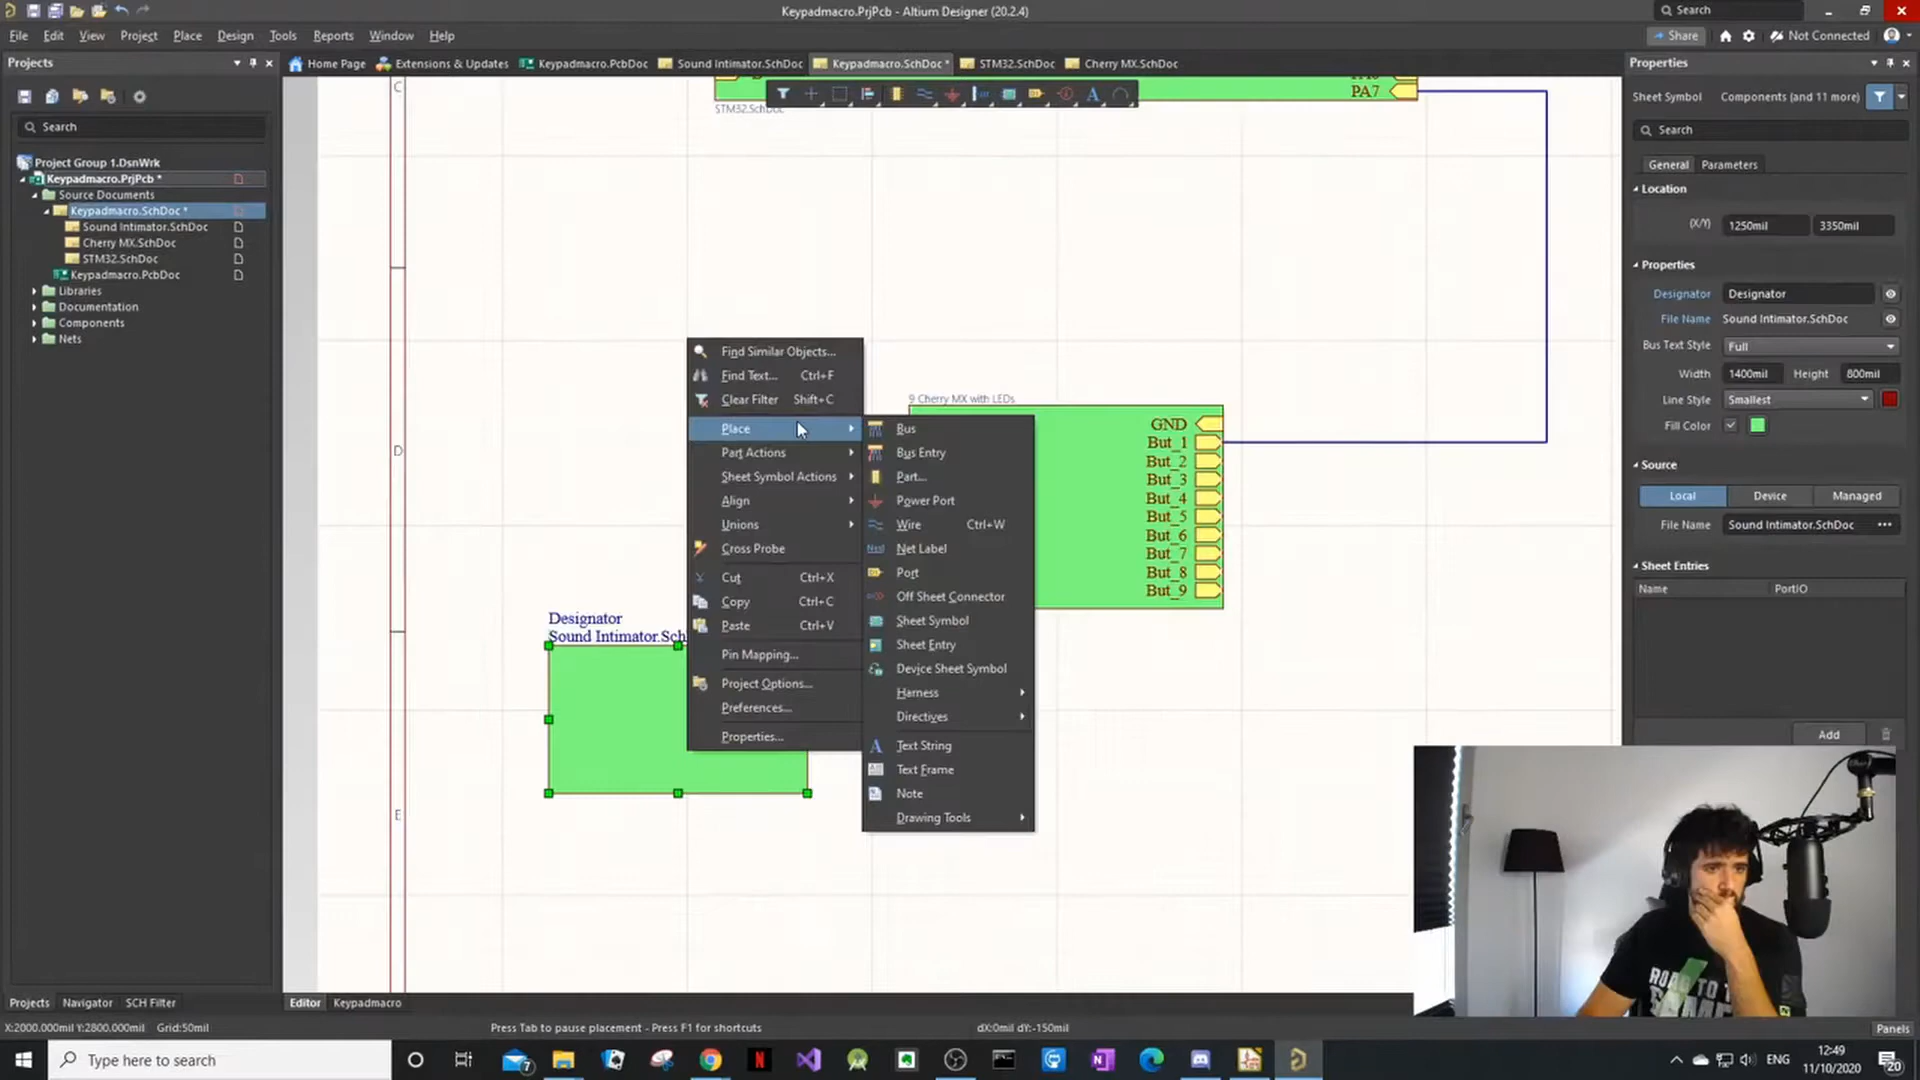 Keypadmacro.PrjPcb - Altium Designer (20.2.4)
Search
File Edit View Project Place Design Tools Reports Window Help
Share
Not Connected
Projects
Home Page
Extensions & Updates
Keypadmacro.PcbDoc
Sound Intimator.SchDoc
Keypadmacro.SchDoc *
STM32.SchDoc
Cherry MX.SchDoc
Search
Project Group 1.DsnWrk
Keypadmacro.PrjPcb *
Source Documents
Keypadmacro.SchDoc *
Sound Intimator.SchDoc
Cherry MX.SchDoc
STM32.SchDoc
Keypadmacro.PcbDoc
Libraries
Documentation
Components
Nets
C
D
E
STM32.SchDoc
PA7
Find Similar Objects...
Find Text... Ctrl+F
Clear Filter Shift+C
Place
Part Actions
Sheet Symbol Actions
Align
Unions
Cross Probe
Cut Ctrl+X
Copy Ctrl+C
Paste Ctrl+V
Pin Mapping...
Project Options...
Preferences...
Properties...
Bus
Bus Entry
Part...
Power Port
Wire Ctrl+W
Net Label
Port
Off Sheet Connector
Sheet Symbol
Sheet Entry
Device Sheet Symbol
Harness
Directives
Text String
Text Frame
Note
Drawing Tools
9 Cherry MX with LEDs
GND
But_1
But_2
But_3
But_4
But_5
But_6
But_7
But_8
But_9
Designator
Sound Intimator.Sch
Properties
Sheet Symbol Components (and 11 more)
Search
General Parameters
Location
(X/Y) 1250mil 3350mil
Properties
Designator Designator
File Name Sound Intimator.SchDoc
Bus Text Style Full
Width 1400mil Height 800mil
Line Style Smallest
Fill Color
Source
Local Device Managed
File Name Sound Intimator.SchDoc •••
Sheet Entries
Name PortIO
Add
ROAD TO T
Projects Navigator SCH Filter
Editor Keypadmacro
X:2000.000mil Y:2800.000mil Grid:50mil
Press Tab to pause placement - Press F1 for shortcuts
dX:0mil dY:-150mil
Panels
Type here to search
7
N
ENG
12:49
11/10/2020
20